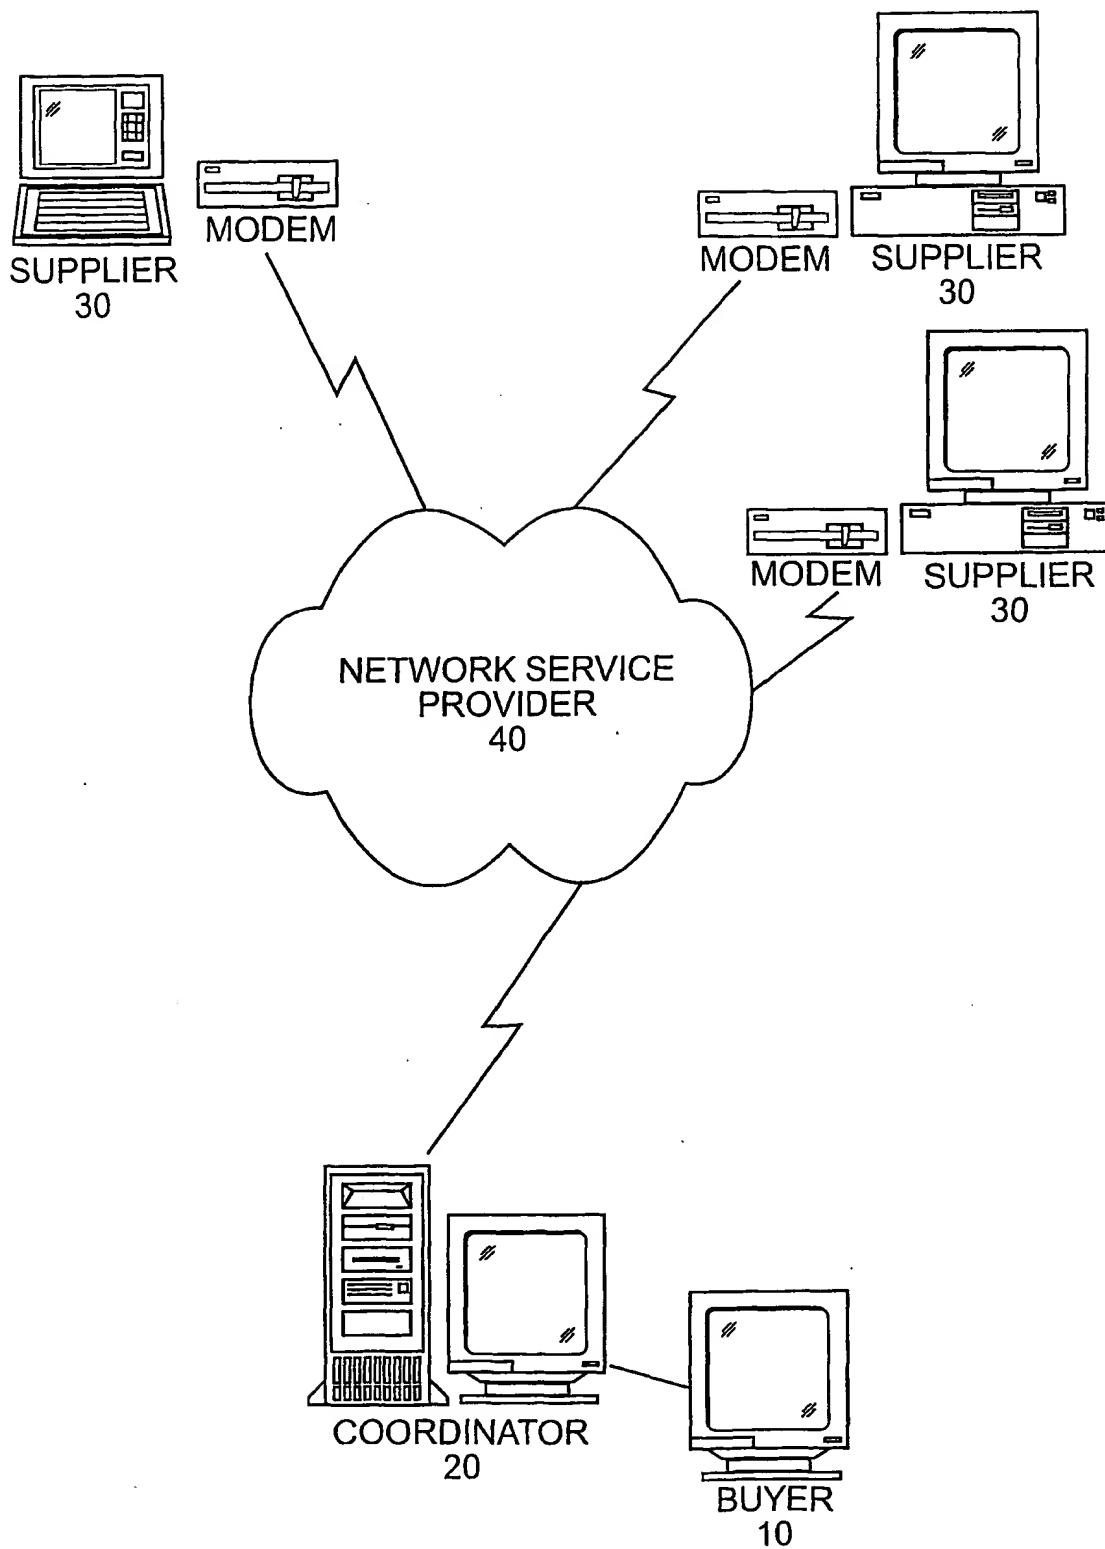 MODEM
SUPPLIER
30
MODEM
SUPPLIER
30
MODEM
SUPPLIER
30
NETWORK SERVICE
PROVIDER
40
COORDINATOR
20
BUYER
10